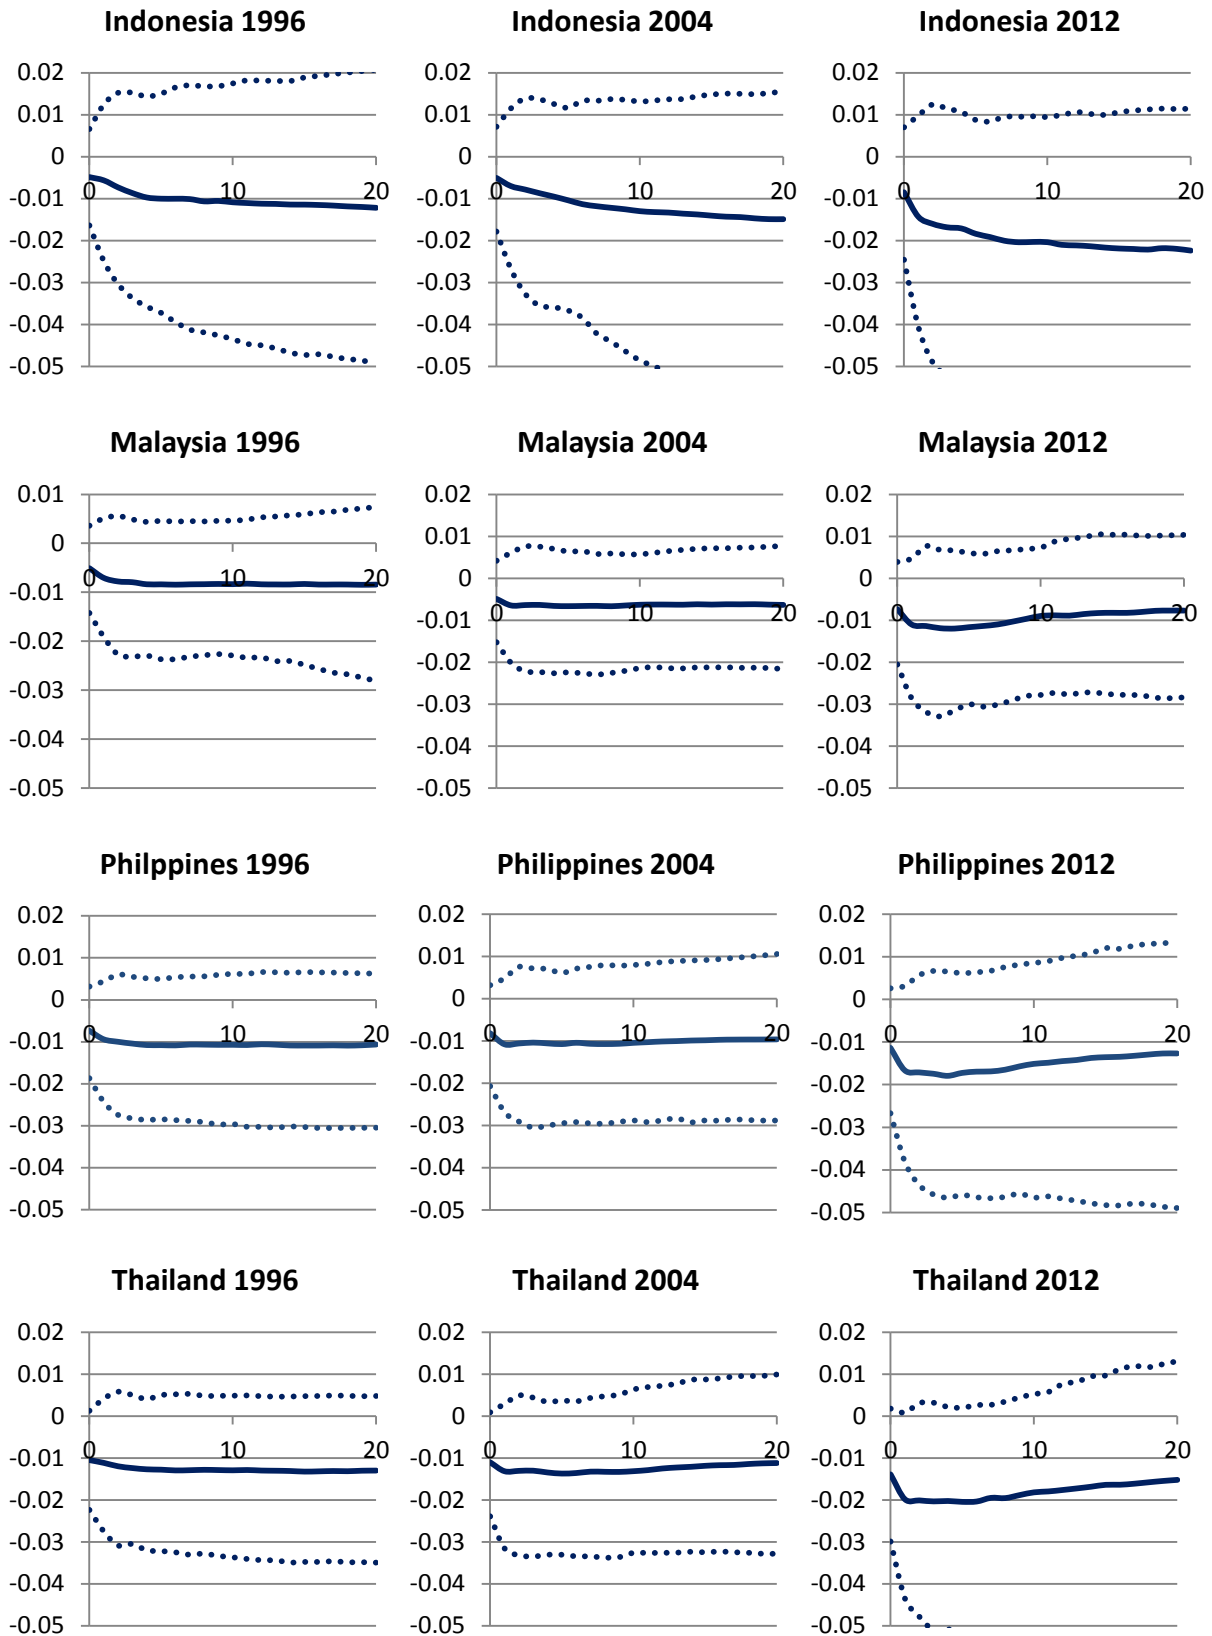 Indonesia 1996 Indonesia 2004 Indonesia 2012
0.02 0.02 0.02
0.01 0.01 0.01
0 0 0
0 10 20 0 10 20 0 10 20
-0.01 -0.01 -0.01
-0.02 -0.02 -0.02
-0.03 -0.03 -0.03
-0.04 -0.04 -0.04
-0.05 -0.05 -0.05
Malaysia 1996 Malaysia 2004 Malaysia 2012
0.01 0.02 0.02
0 0.01 0.01
0 10 20 0 0
-0.01 0 10 20 0 10 20
-0.02 -0.01 -0.01
-0.03 -0.02 -0.02
-0.04 -0.03 -0.03
-0.05 -0.04 -0.04
-0.05 -0.05
Philppines 1996 Philippines 2004 Philippines 2012
0.02 0.02 0.02
0.01 0.01 0.01
0 0 0
0 10 20 0 10 20 0 10 20
-0.01 -0.01 -0.01
-0.02 -0.02 -0.02
-0.03 -0.03 -0.03
-0.04 -0.04 -0.04
-0.05 -0.05 -0.05
Thailand 1996 Thailand 2004 Thailand 2012
0.02 0.02 0.02
0.01 0.01 0.01
0 0 0
0 10 20 0 10 20 0 10 20
-0.01 -0.01 -0.01
-0.02 -0.02 -0.02
-0.03 -0.03 -0.03
-0.04 -0.04 -0.04
-0.05 -0.05 -0.05